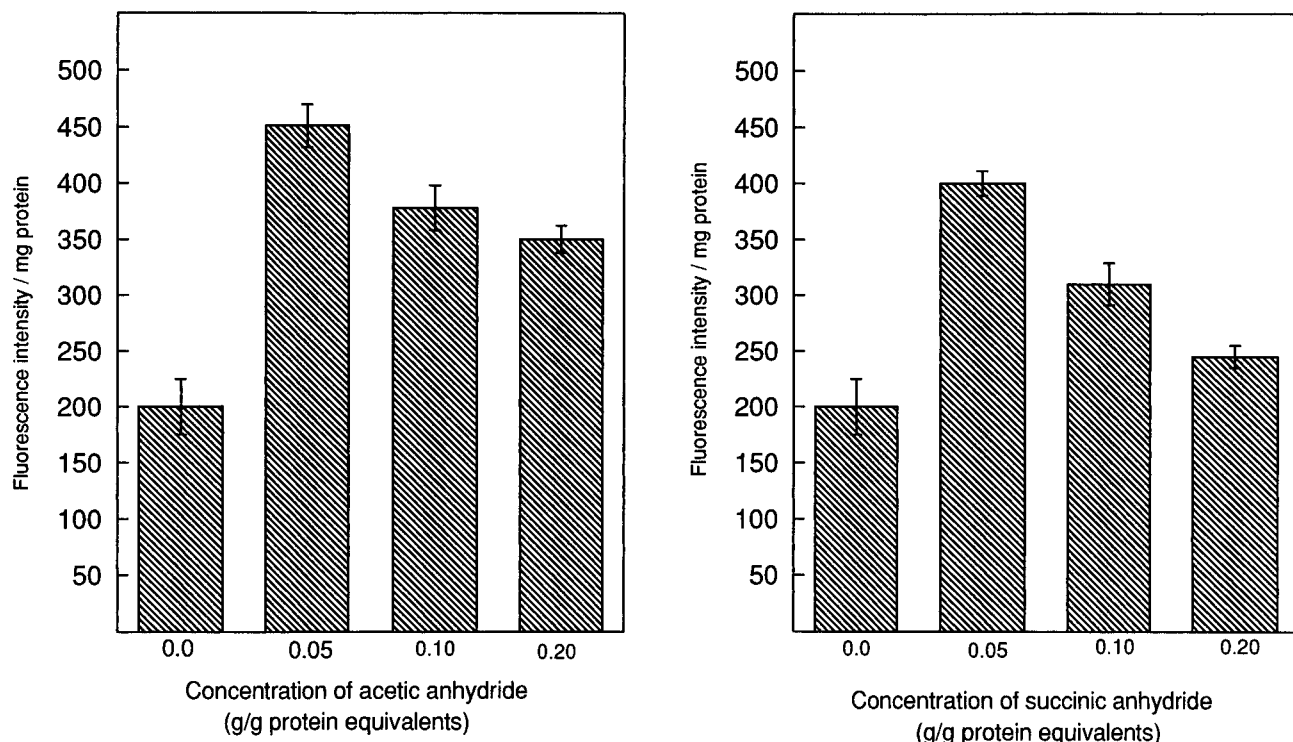 Fluorescence intensity / mg protein
500
450
400
350
300
250
200
150
100
50
0.0 0.05 0.10 0.20
Concentration of acetic anhydride
(g/g protein equivalents)
Fluorescence intensity / mg protein
500
450
400
350
300
250
200
150
100
50
0.0 0.05 0.10 0.20
Concentration of succinic anhydride
(g/g protein equivalents)